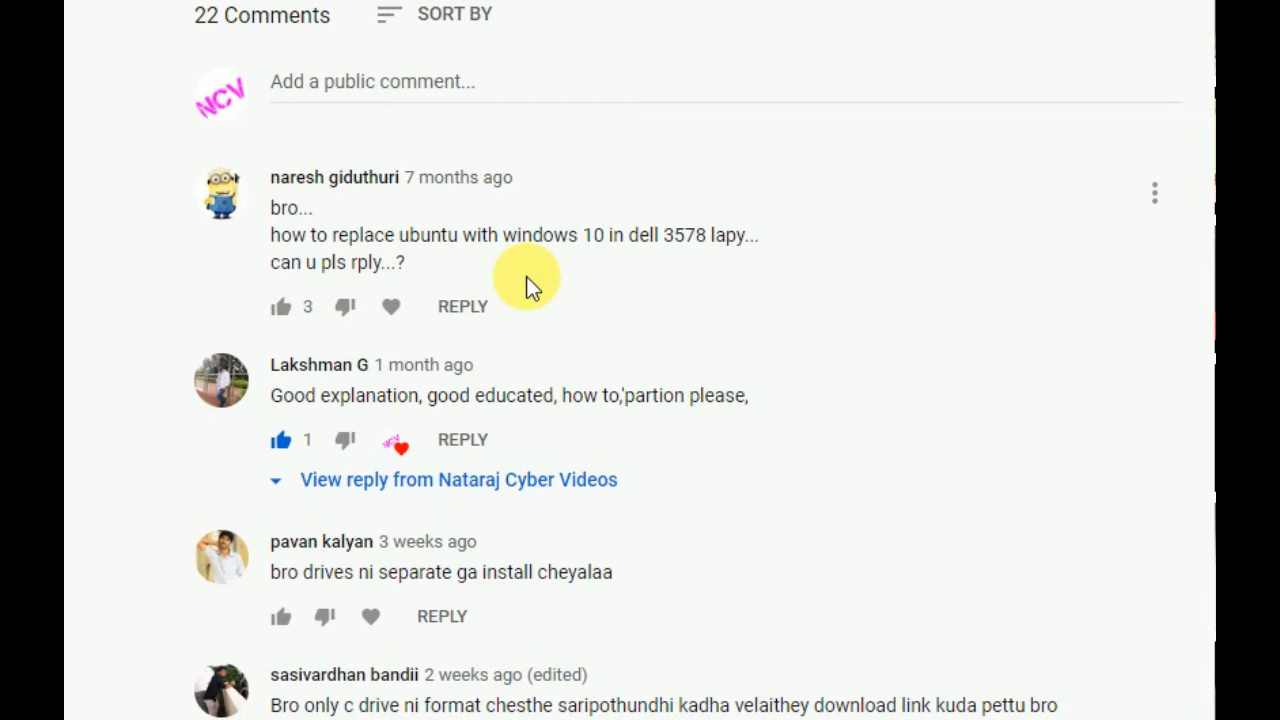 22 Comments SORT BY
NCV
Add a public comment...
naresh giduthuri 7 months ago
bro...
how to replace ubuntu with windows 10 in dell 3578 lapy...
can u pls rply...?
3 REPLY
Lakshman G 1 month ago
Good explanation, good educated, how to,'partion please,
1 NCV REPLY
View reply from Nataraj Cyber Videos
pavan kalyan 3 weeks ago
bro drives ni separate ga install cheyalaa
REPLY
sasivardhan bandii 2 weeks ago (edited)
Bro only c drive ni format chesthe saripothundhi kadha velaithey download link kuda pettu bro